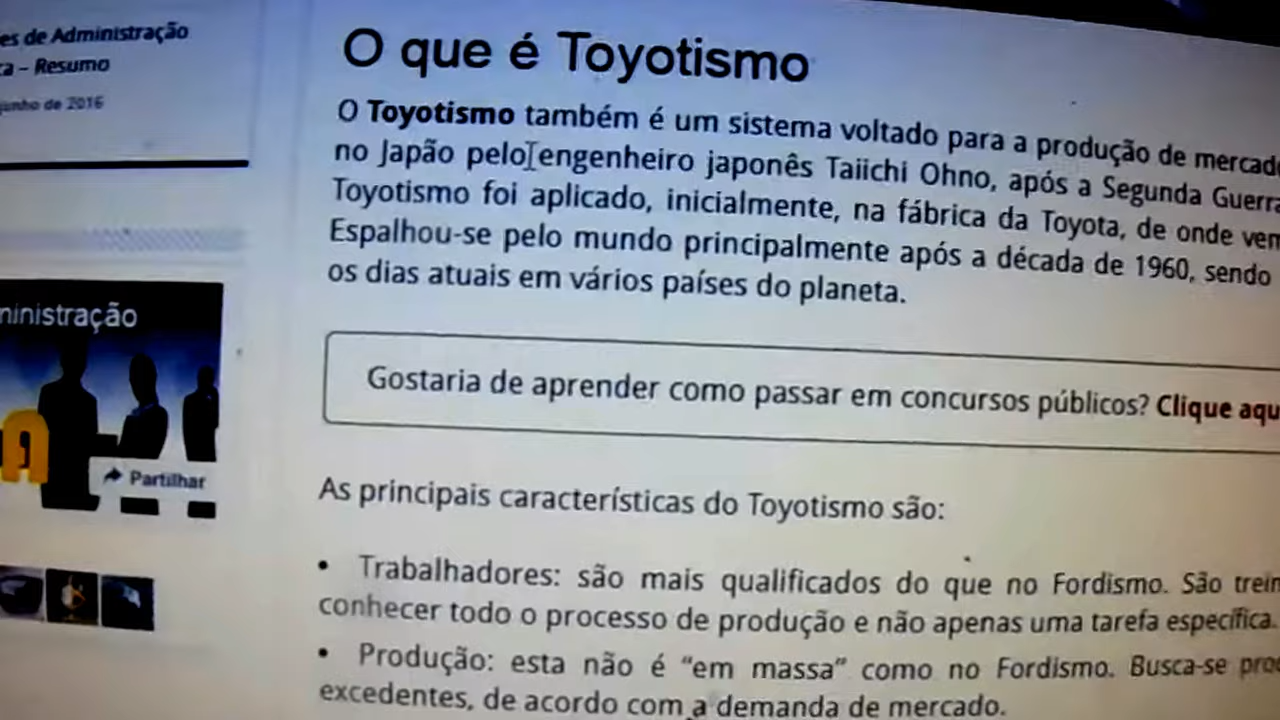 es de Administração
– Resumo
junho de 2016
O que é Toyotismo
O Toyotismo também é um sistema voltado para a produção de mercad
no Japão pelo engenheiro japonês Taiichi Ohno, após a Segunda Guerra
Toyotismo foi aplicado, inicialmente, na fábrica da Toyota, de onde vem
Espalhou-se pelo mundo principalmente após a década de 1960, sendo
os dias atuais em vários países do planeta.
ninistração
A
Partilhar
Gostaria de aprender como passar em concursos públicos? Clique aqu
As principais características do Toyotismo são:
• Trabalhadores: são mais qualificados do que no Fordismo. São trein
conhecer todo o processo de produção e não apenas uma tarefa específica.
• Produção: esta não é “em massa” como no Fordismo. Busca-se pro
excedentes, de acordo com a demanda de mercado.